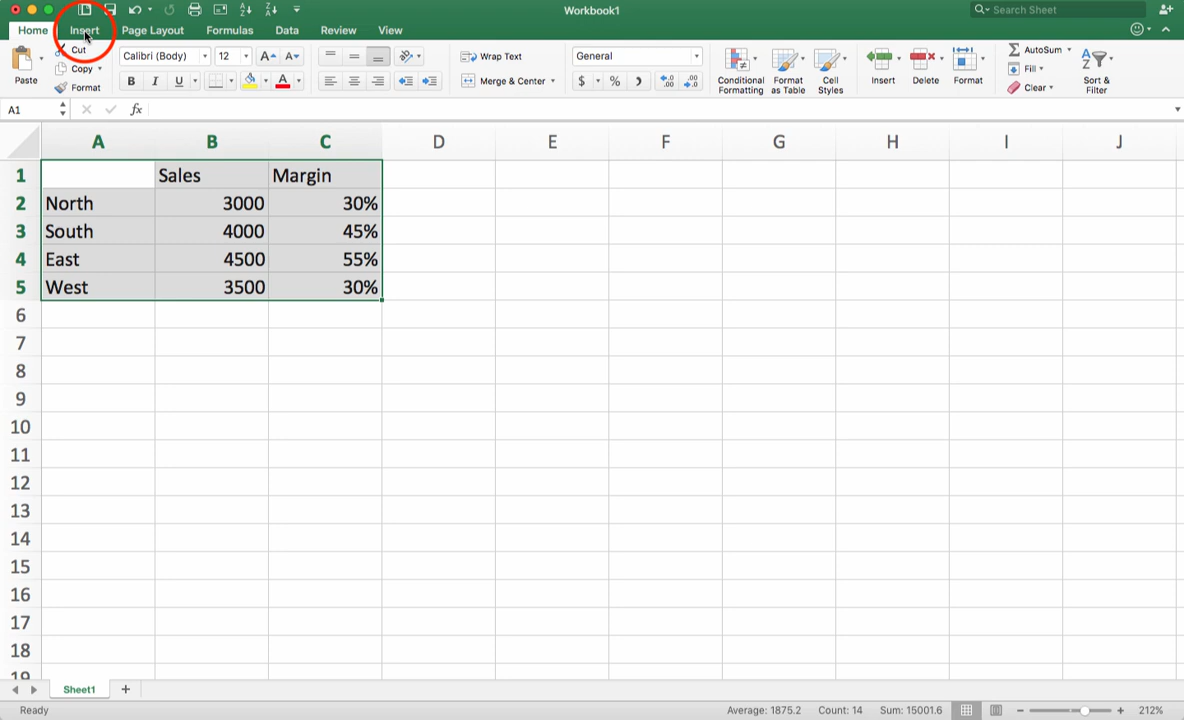 Workbook1
Search Sheet
Home Insert Page Layout Formulas Data Review View
Paste
Cut
Copy
Format
Calibri (Body) 12 A A
B I U A
Wrap Text
Merge & Center
General
$ % )
Conditional Formatting
Format as Table
Cell Styles
Insert
Delete
Format
AutoSum
Fill
Clear
Sort & Filter
A1 fx
A B C D E F G H I J
1 Sales Margin
2 North 3000 30%
3 South 4000 45%
4 East 4500 55%
5 West 3500 30%
6
7
8
9
10
11
12
13
14
15
16
17
18
19
Sheet1 +
Ready Average: 1875.2 Count: 14 Sum: 15001.6 − + 212%